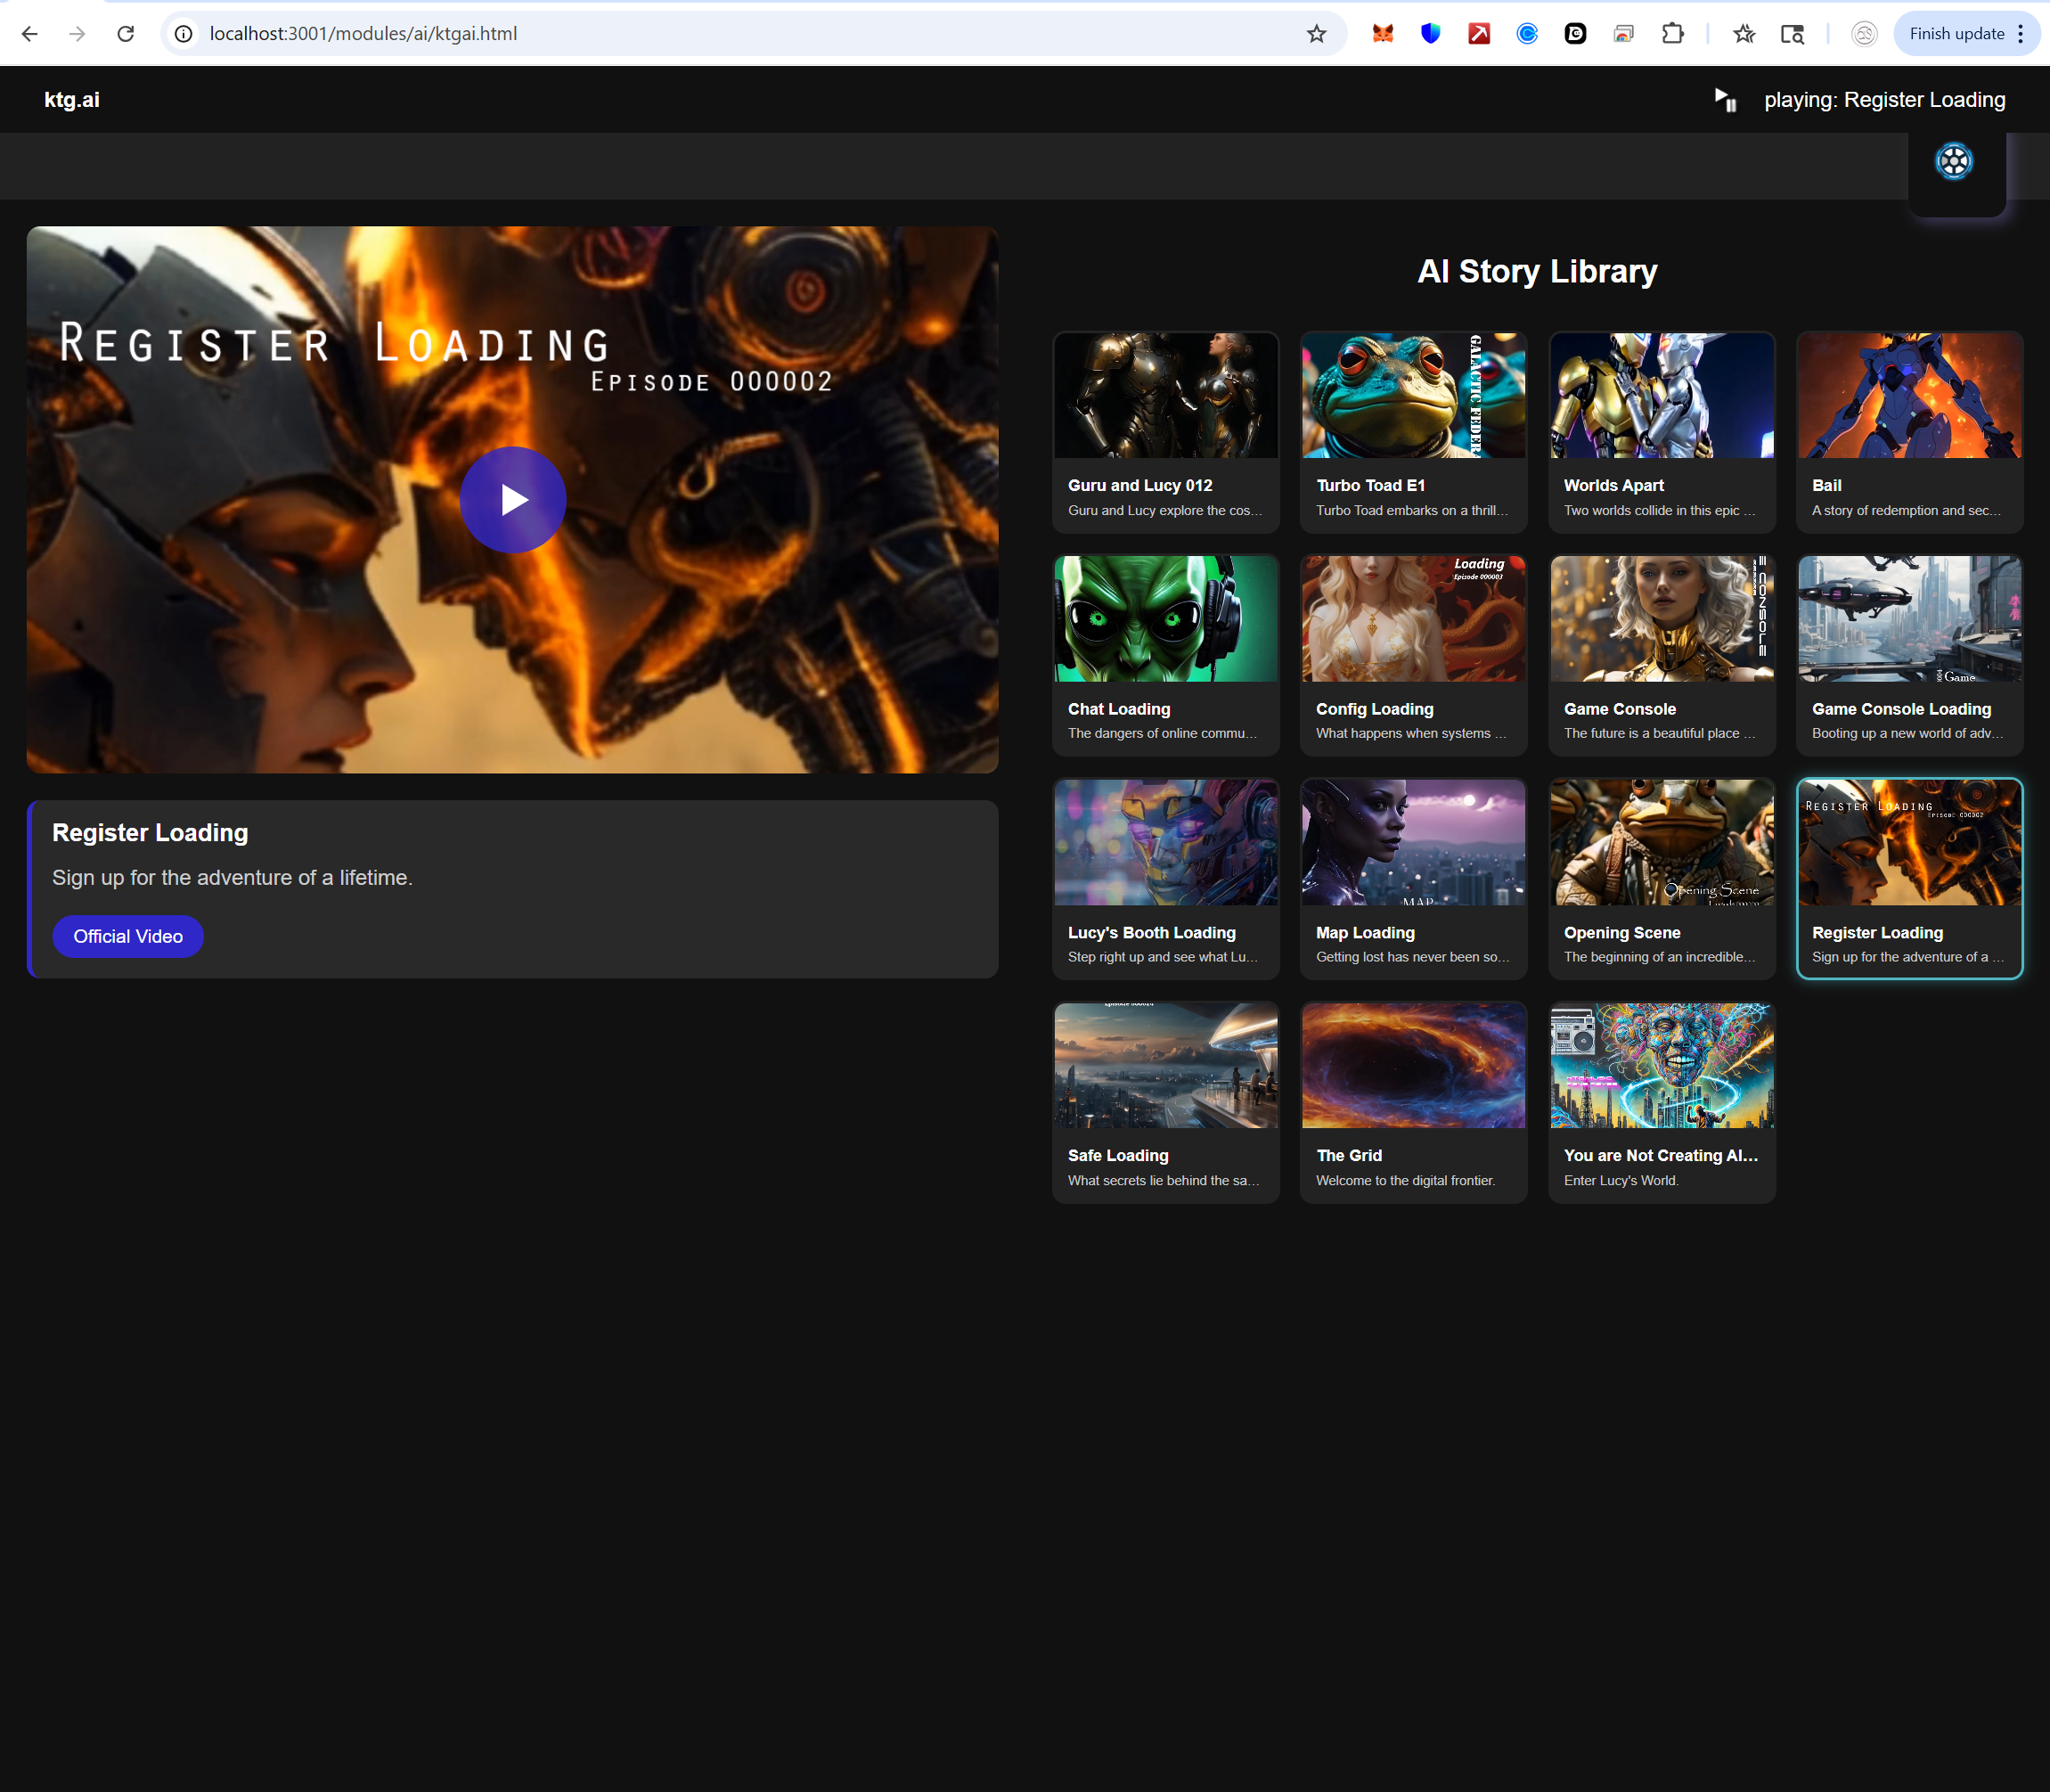 localhost:3001/modules/ai/ktgai.html
Finish update
ktg.ai
playing: Register Loading
Register Loading
Episode 000002
Register Loading
Sign up for the adventure of a lifetime.
Official Video
AI Story Library
Guru and Lucy 012
Guru and Lucy explore the cos...
GALACTIC FEDERA
Turbo Toad E1
Turbo Toad embarks on a thrill...
Worlds Apart
Two worlds collide in this epic ...
Bail
A story of redemption and sec...
Chat Loading
The dangers of online commu...
Loading
Episode 000003
Config Loading
What happens when systems ...
E CONSOLE
Game Console
The future is a beautiful place ...
Game
Game Console Loading
Booting up a new world of adv...
Lucy's Booth Loading
Step right up and see what Lu...
MAP
Map Loading
Getting lost has never been so...
Opening Scene
Opening Scene
The beginning of an incredible...
Register Loading
Episode 000002
Register Loading
Sign up for the adventure of a ...
Safe Loading
What secrets lie behind the sa...
The Grid
Welcome to the digital frontier.
You are Not Creating AI...
Enter Lucy's World.